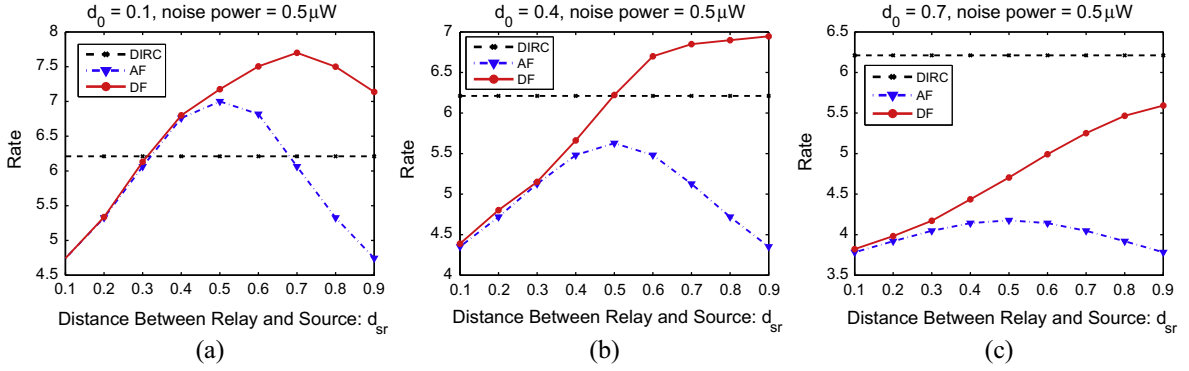 d0 = 0.1, noise power = 0.5μW
8
7.5
7
6.5
6
5.5
5
4.5
Rate
DIRC
AF
DF
0.1 0.2 0.3 0.4 0.5 0.6 0.7 0.8 0.9
Distance Between Relay and Source: dsr
(a)
d0 = 0.4, noise power = 0.5μW
7
6.5
6
5.5
5
4.5
4
Rate
DIRC
AF
DF
0.1 0.2 0.3 0.4 0.5 0.6 0.7 0.8 0.9
Distance Between Relay and Source: dsr
(b)
d0 = 0.7, noise power = 0.5μW
6.5
6
5.5
5
4.5
4
3.5
Rate
DIRC
AF
DF
0.1 0.2 0.3 0.4 0.5 0.6 0.7 0.8 0.9
Distance Between Relay and Source: dsr
(c)